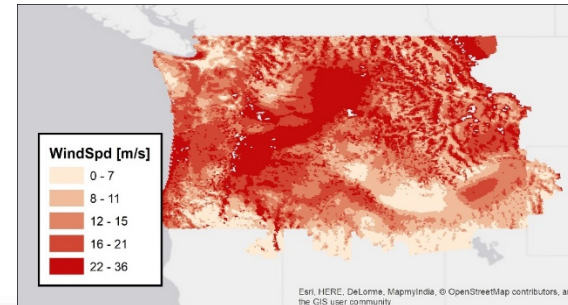 WindSpd [m/s]
0 - 7
8 - 11
12 - 15
16 - 21
22 - 36
Esri, HERE, DeLorme, MapmyIndia, © OpenStreetMap contributors, a
the GIS user community